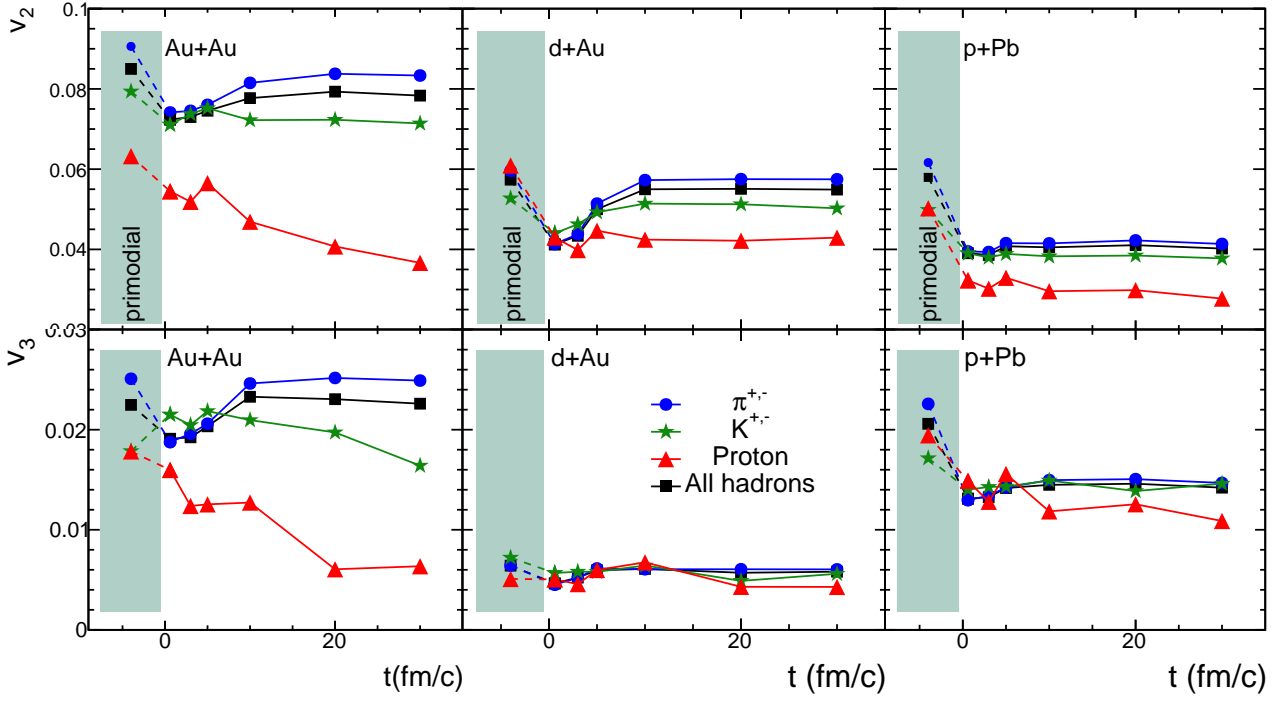 v2
0.1
0.08
0.06
0.04
Au+Au
d+Au
p+Pb
primodial
primodial
primodial
v3
0.03
0.02
0.01
0
Au+Au
d+Au
p+Pb
π+,-
K+,-
Proton
All hadrons
0 20
0 20
0 20
t(fm/c)
t (fm/c)
t (fm/c)